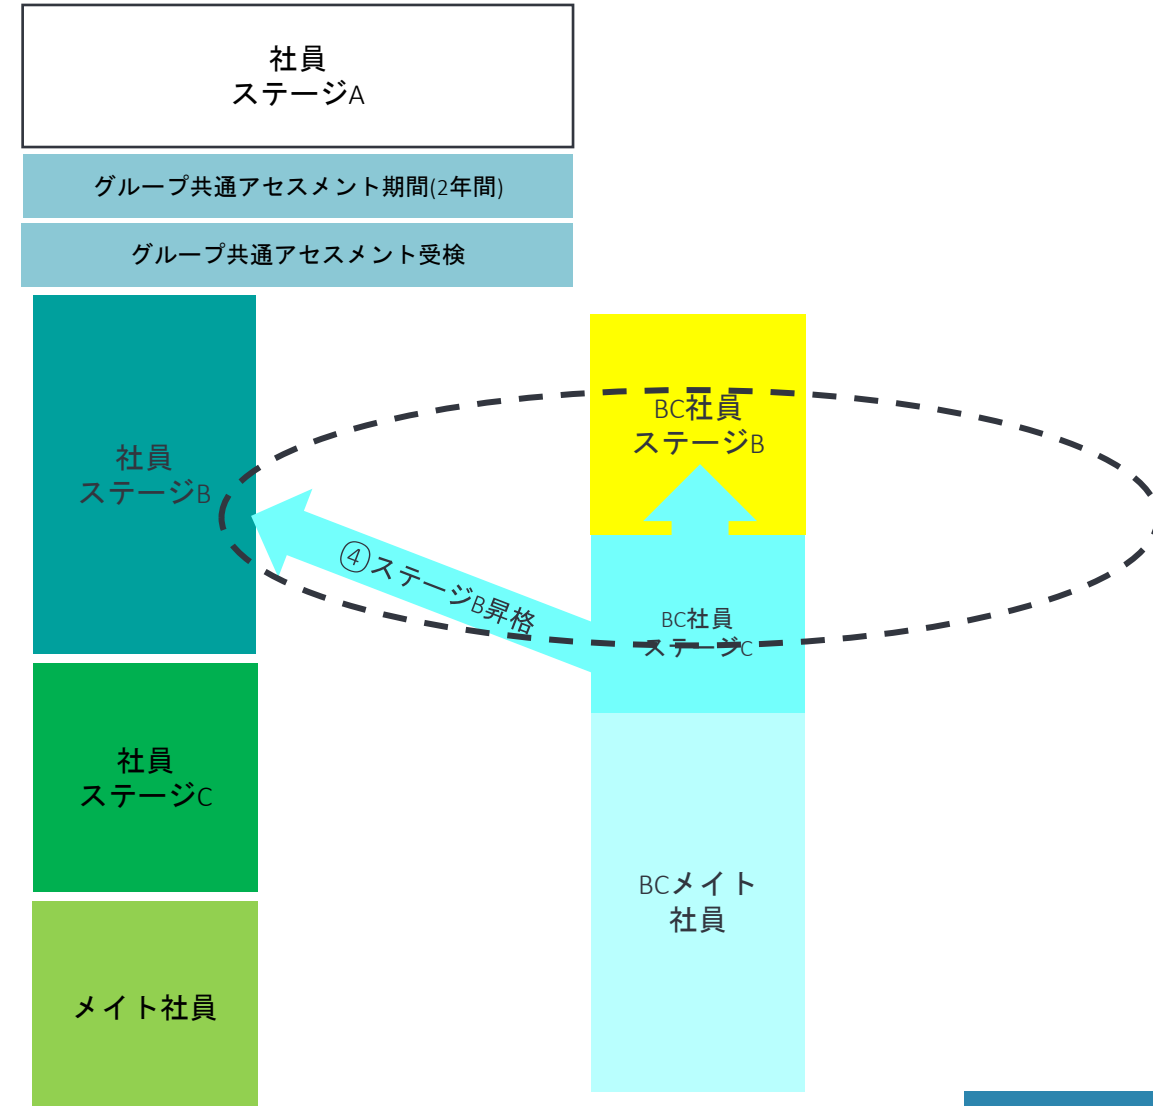 社員
ステージA
グループ共通アセスメント期間(2年間)
グループ共通アセスメント受検
社員
ステージB
BC社員
ステージB
④ステージB昇格
BC社員
ステージC
社員
ステージC
BCメイト
社員
メイト社員